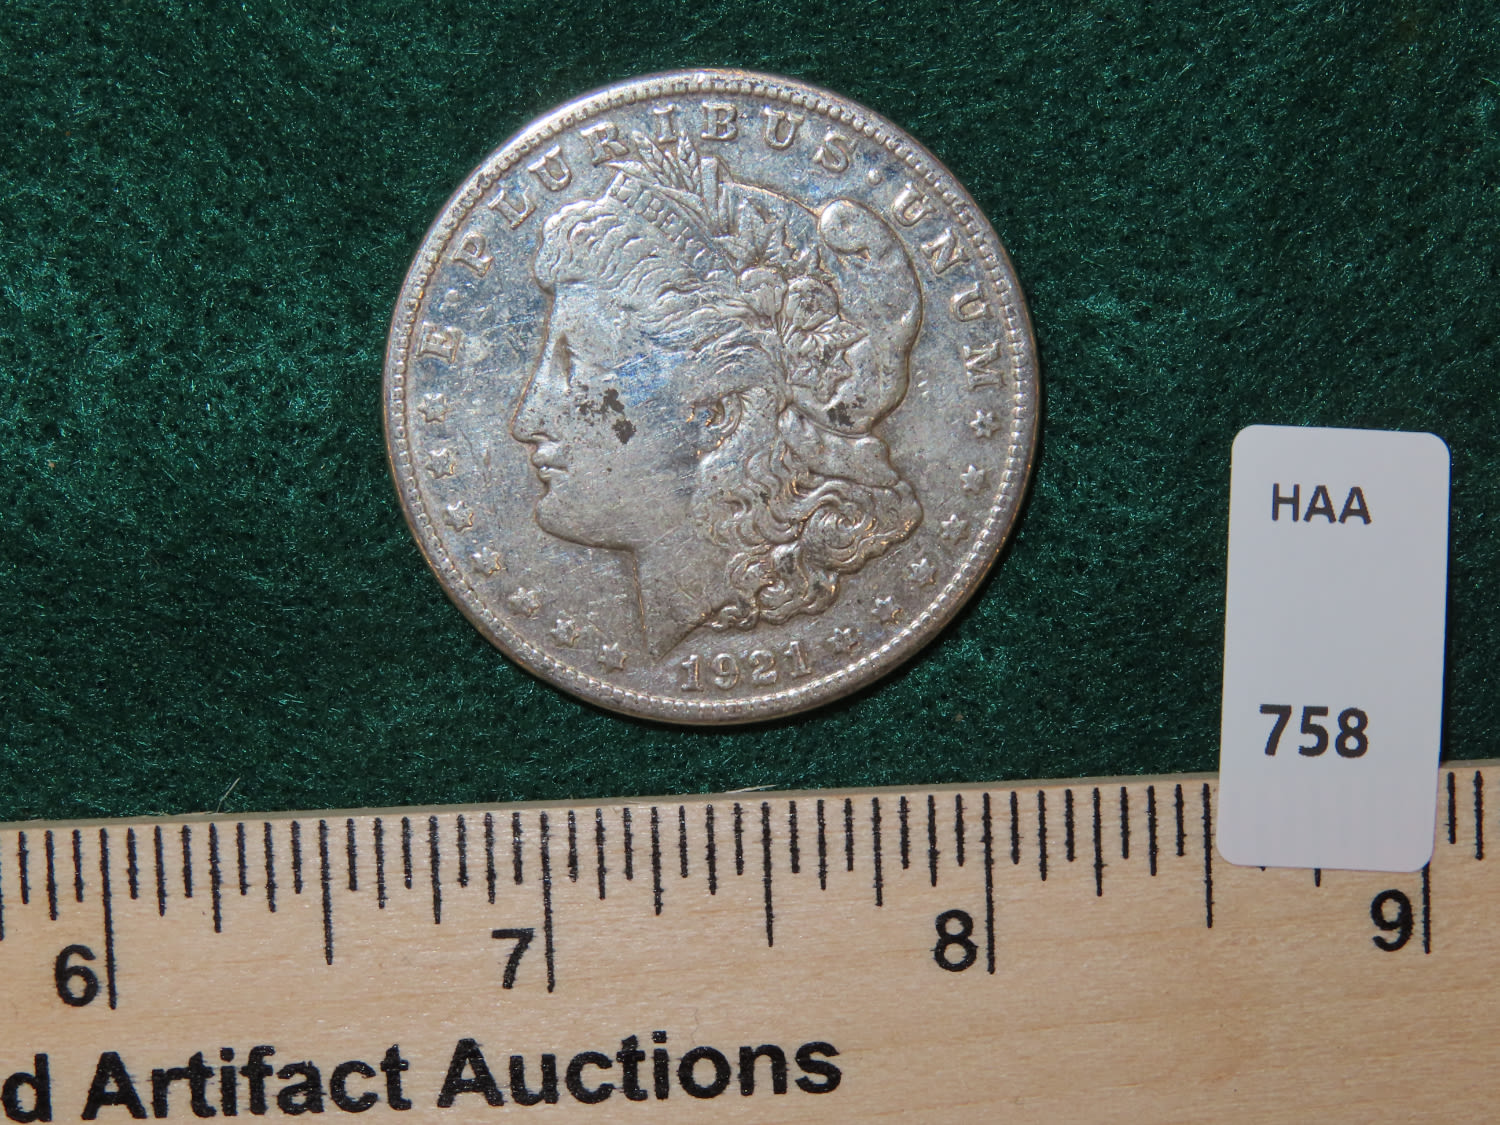 E · PLURIBUS · UNUM
LIBERTY
1921
HAA
758
6 7 8 9
d Artifact Auctions